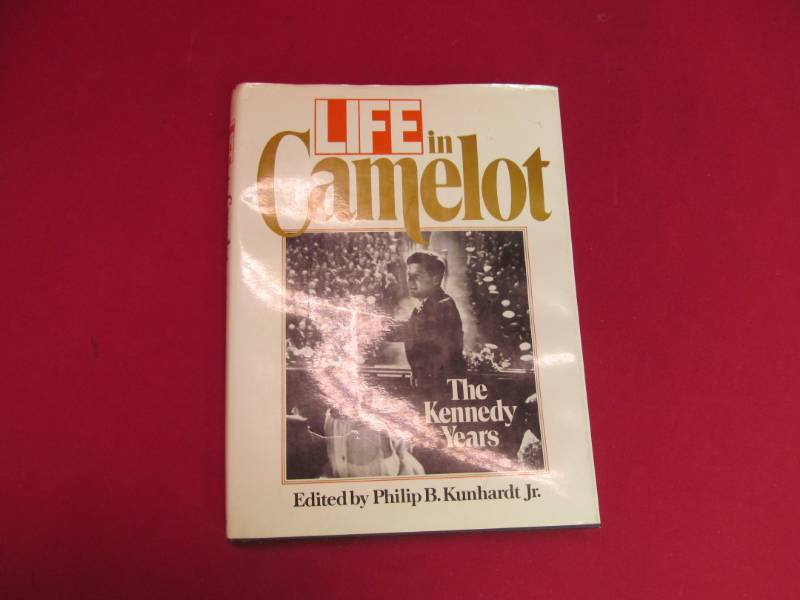 LIFE in
Camelot
The
Kennedy
Years
Edited by Philip B. Kunhardt Jr.